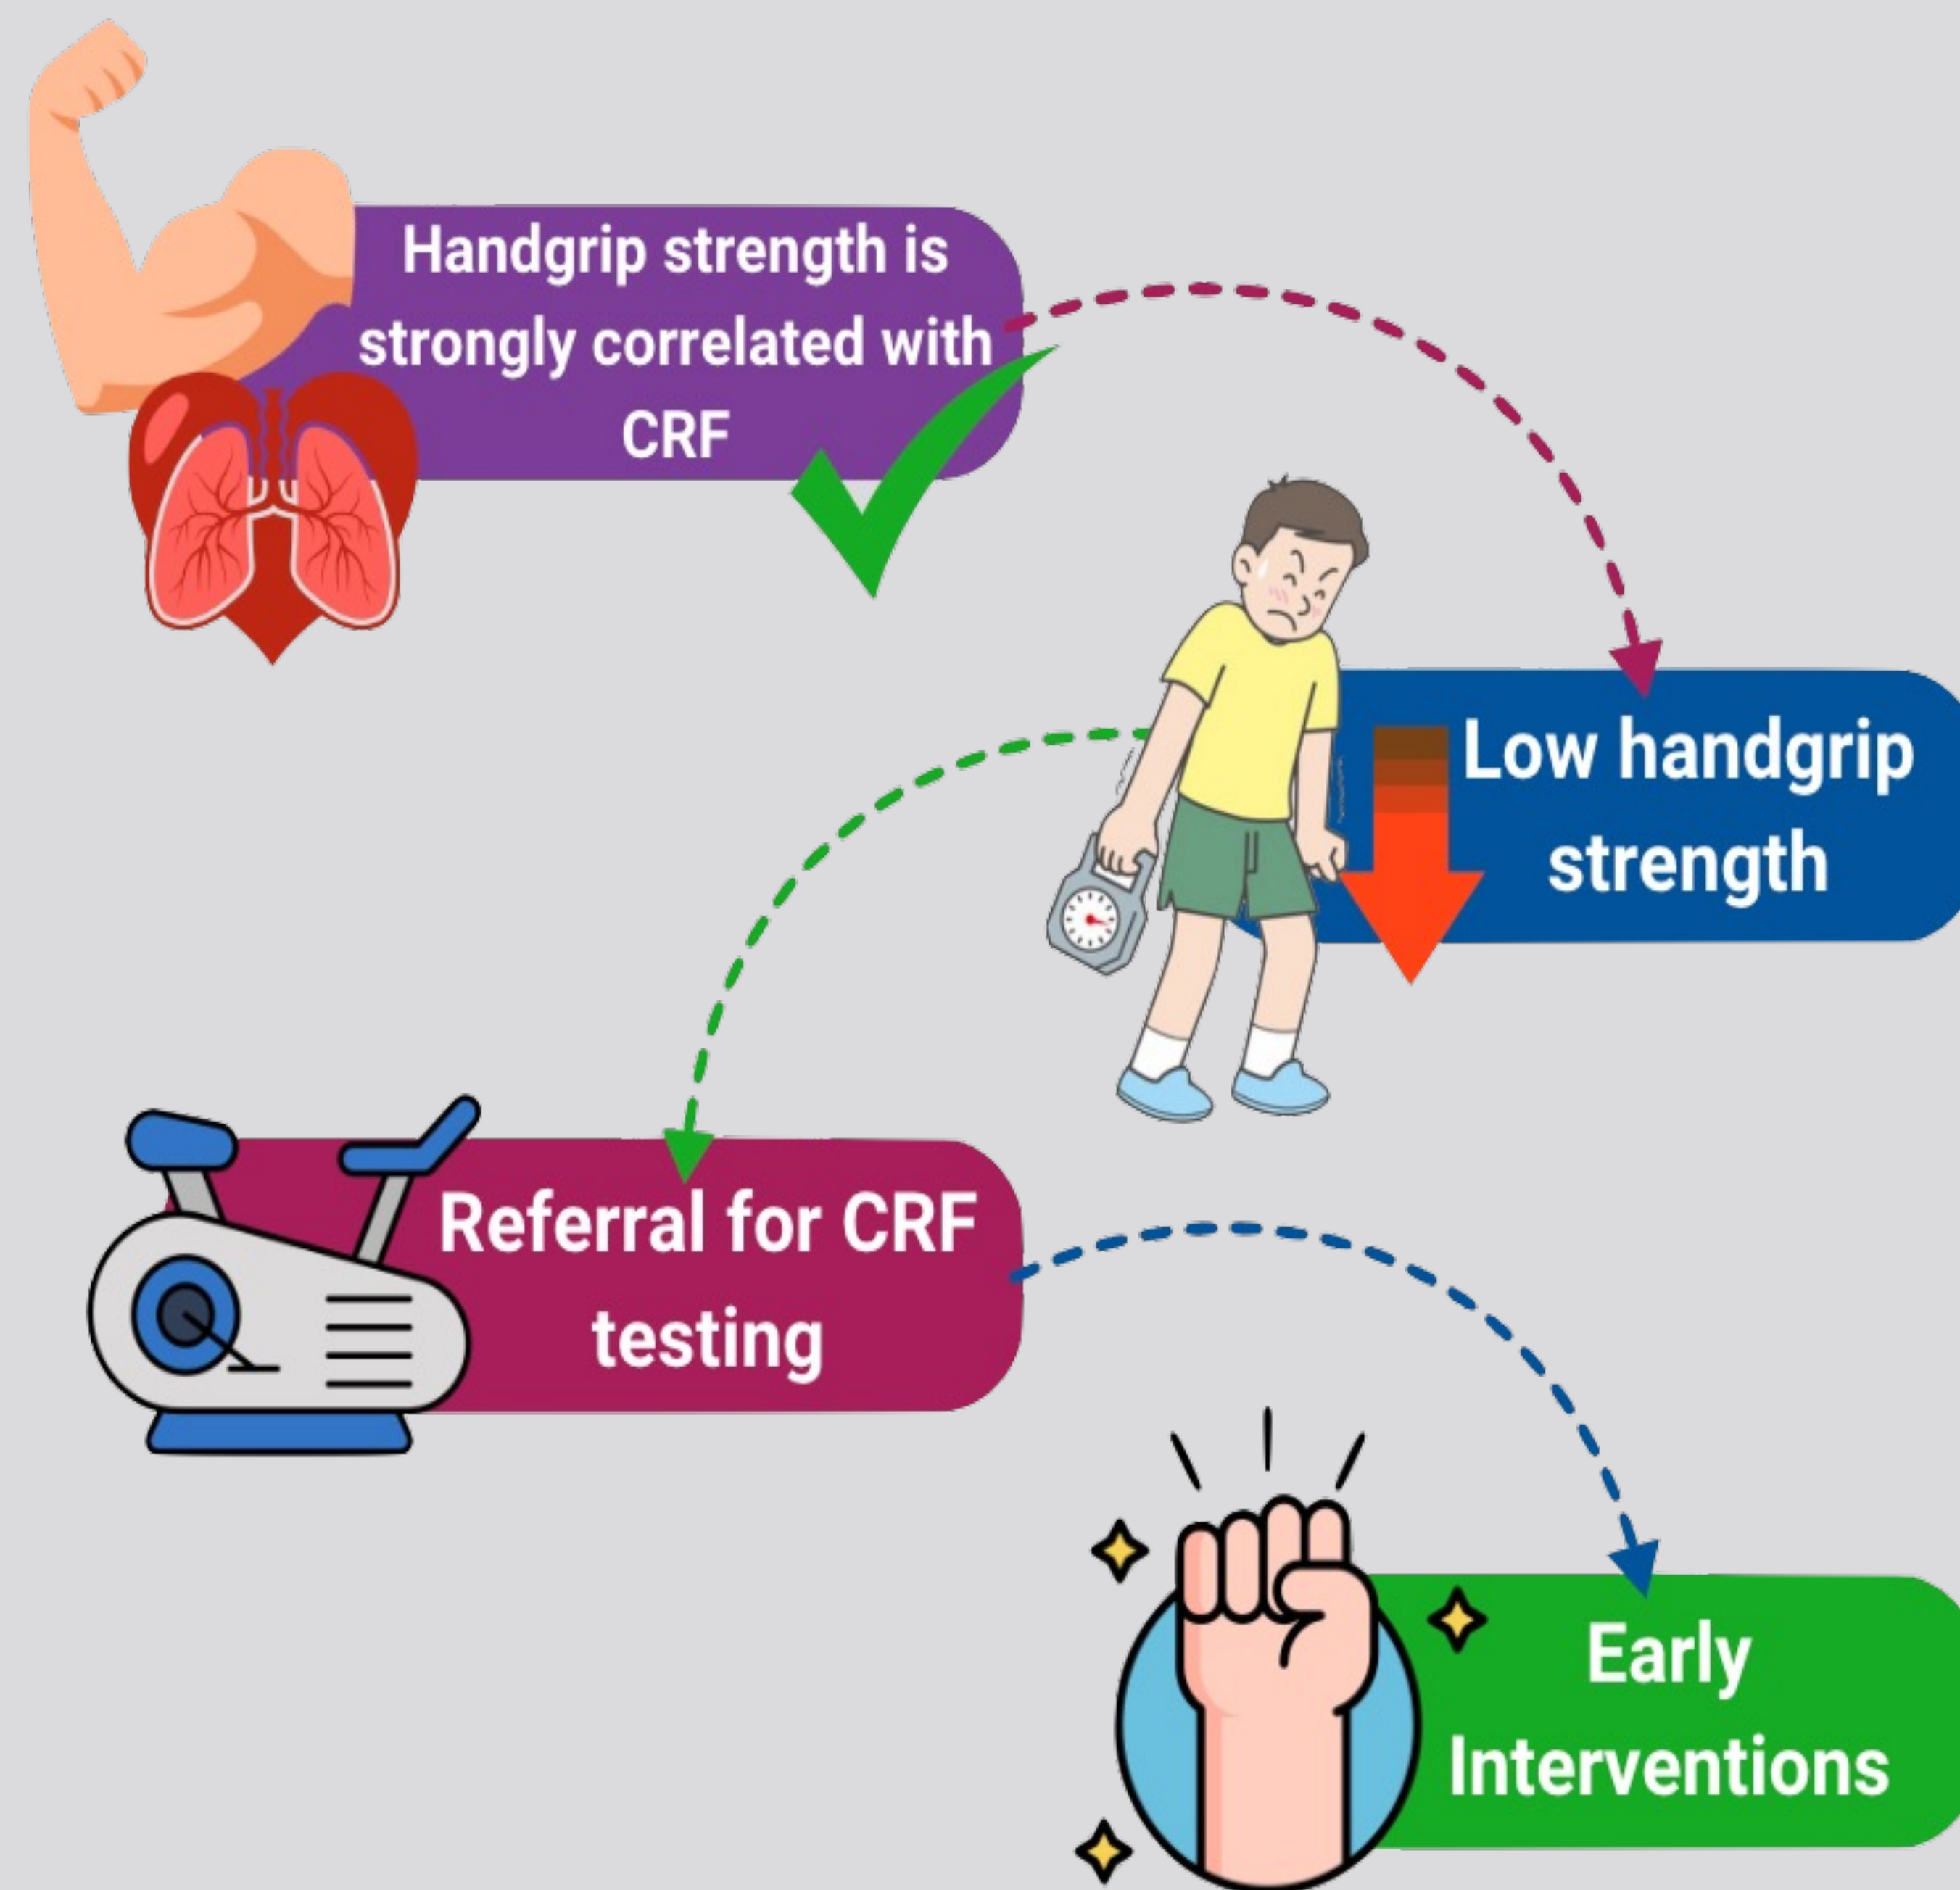 Handgrip strength is
strongly correlated with
CRF
Low handgrip
strength
Referral for CRF
testing
Early
Interventions